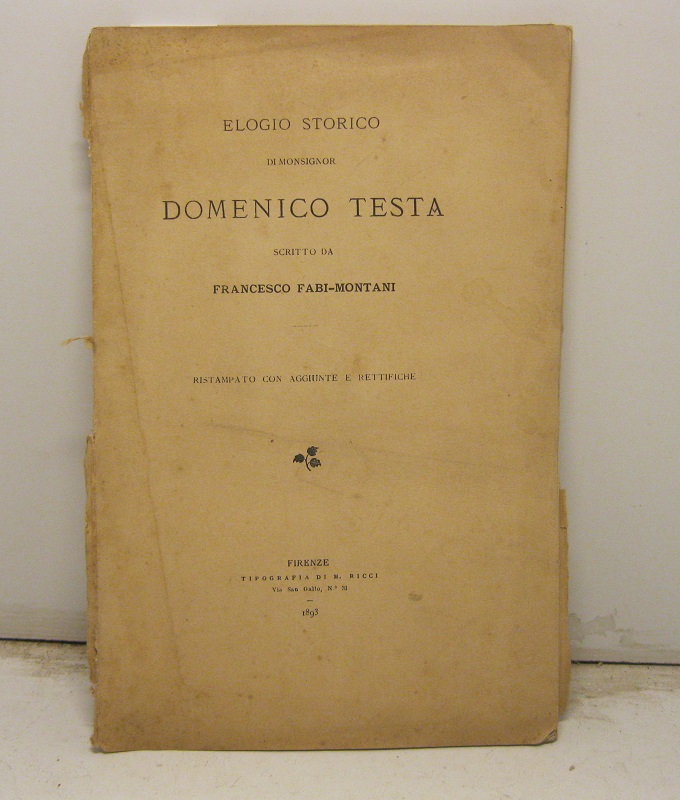 ELOGIO STORICO
DI MONSIGNOR
DOMENICO TESTA
SCRITTO DA
FRANCESCO FABI-MONTANI
RISTAMPATO CON AGGIUNTE E RETTIFICHE
FIRENZE
TIPOGRAFIA DI M. RICCI
Via San Gallo, N.º 31
1893